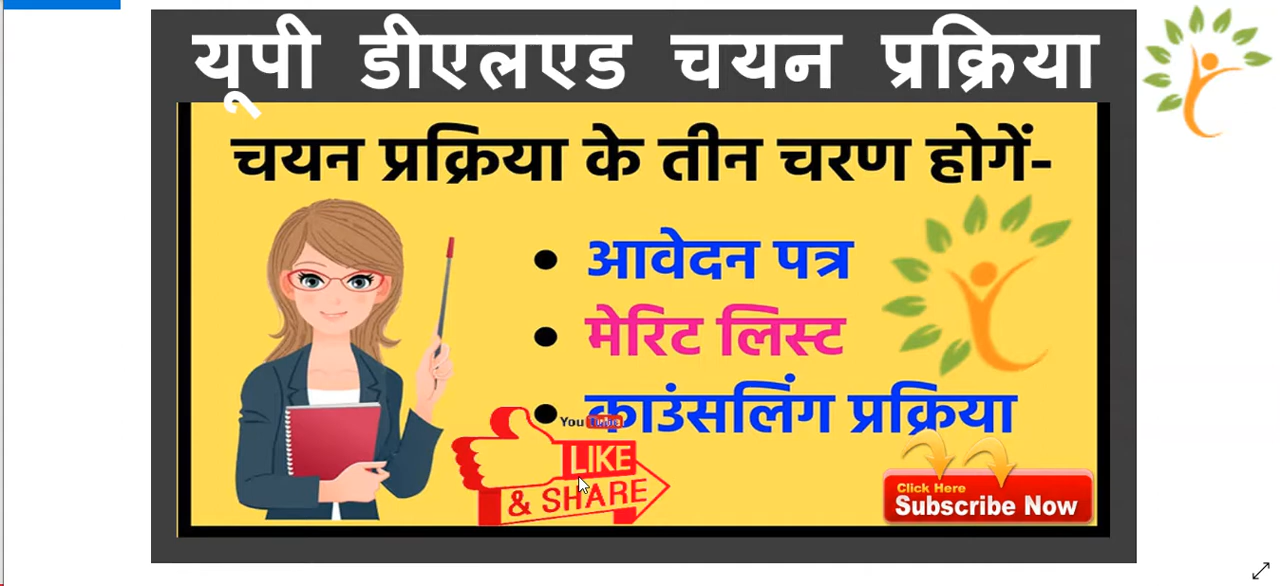 यूपी डीएलएड चयन प्रक्रिया
चयन प्रक्रिया के तीन चरण होगें-
• आवेदन पत्र
• मेरिट लिस्ट
• काउंसलिंग प्रक्रिया
You Tube
LIKE
& SHARE
Click Here
Subscribe Now